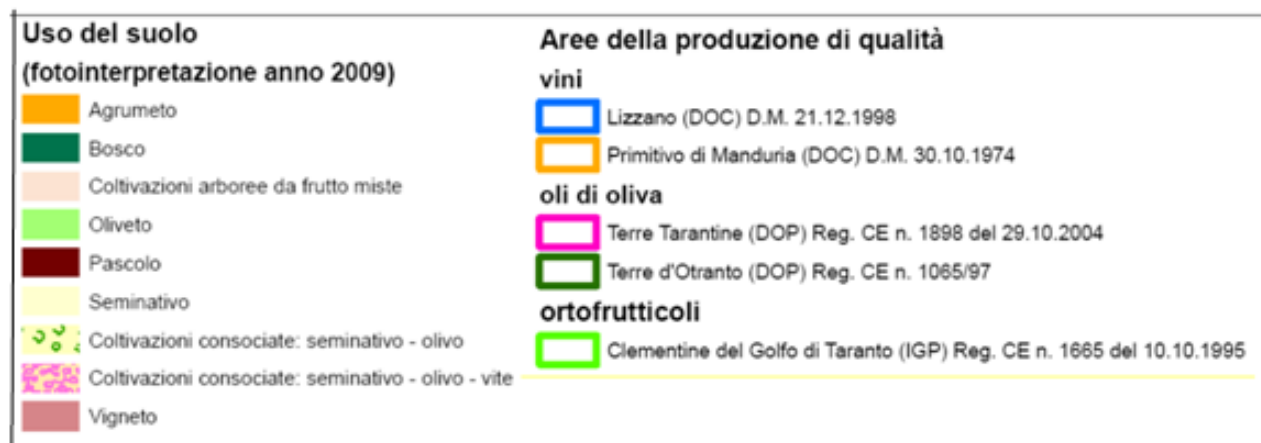 Uso del suolo
(fotointerpretazione anno 2009)
Agrumeto
Bosco
Coltivazioni arboree da frutto miste
Oliveto
Pascolo
Seminativo
Coltivazioni consociate: seminativo - olivo
Coltivazioni consociate: seminativo - olivo - vite
Vigneto
Aree della produzione di qualità
vini
Lizzano (DOC) D.M. 21.12.1998
Primitivo di Manduria (DOC) D.M. 30.10.1974
oli di oliva
Terre Tarantine (DOP) Reg. CE n. 1898 del 29.10.2004
Terre d'Otranto (DOP) Reg. CE n. 1065/97
ortofrutticoli
Clementine del Golfo di Taranto (IGP) Reg. CE n. 1665 del 10.10.1995